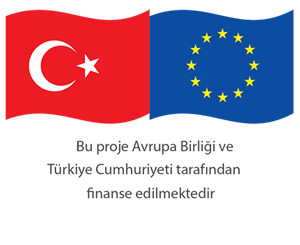 Bu proje Avrupa Birliği ve
Türkiye Cumhuriyeti tarafından
finanse edilmektedir